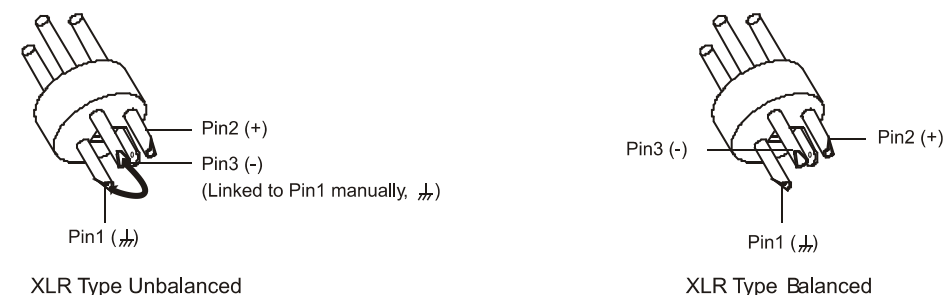 Pin2 (+)
Pin3 (-)
(Linked to Pin1 manually, ⏚)
Pin1 (⏚)
XLR Type Unbalanced
Pin3 (-)
Pin2 (+)
Pin1 (⏚)
XLR Type Balanced